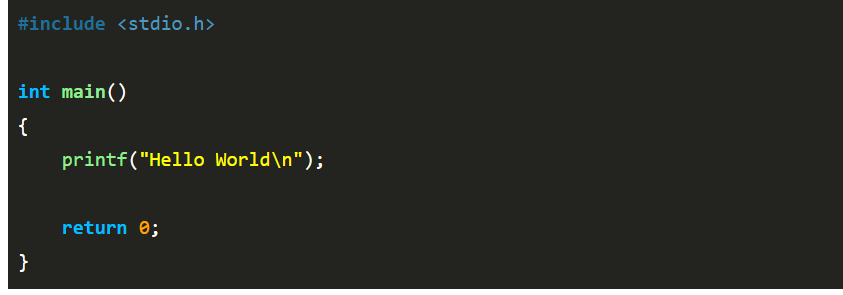 #include <stdio.h>
int main()
{
    printf("Hello World\n");
    return 0;
}